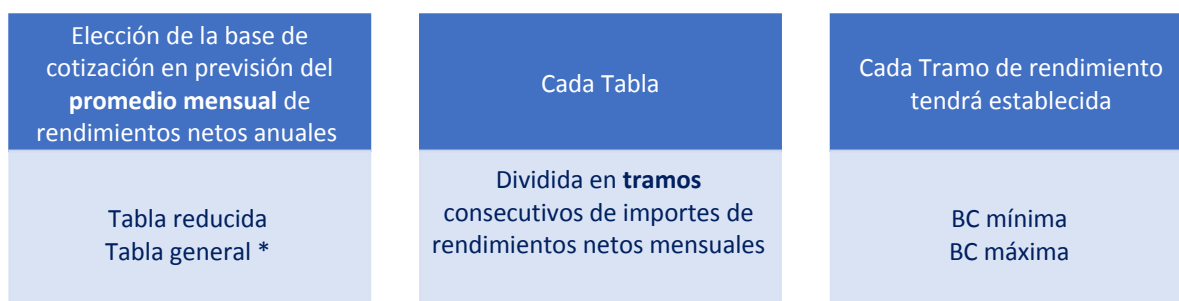 Elección de la base de
cotización en previsión del
promedio mensual de
rendimientos netos anuales
Tabla reducida
Tabla general *
Cada Tabla
Dividida en tramos
consecutivos de importes de
rendimientos netos mensuales
Cada Tramo de rendimiento
tendrá establecida
BC mínima
BC máxima